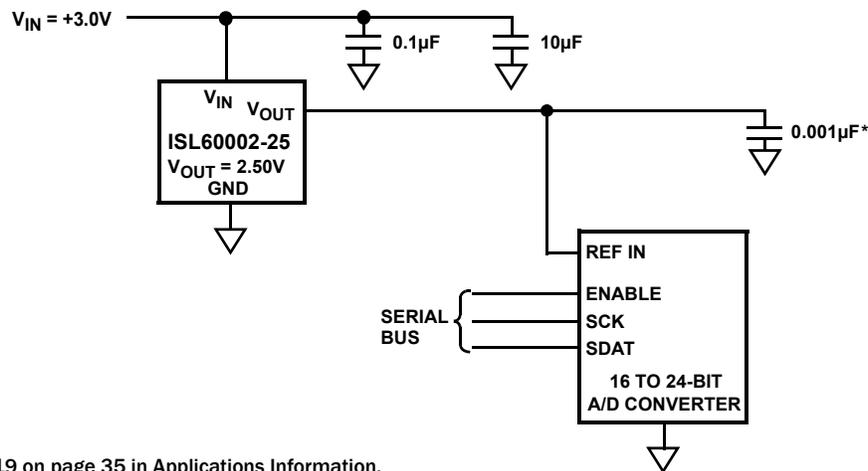 VIN = +3.0V
0.1µF
10µF
VIN
VOUT
ISL60002-25
VOUT = 2.50V
GND
0.001µF*
REF IN
ENABLE
SERIAL
BUS
SCK
SDAT
16 TO 24-BIT
A/D CONVERTER
19 on page 35 in Applications Information.